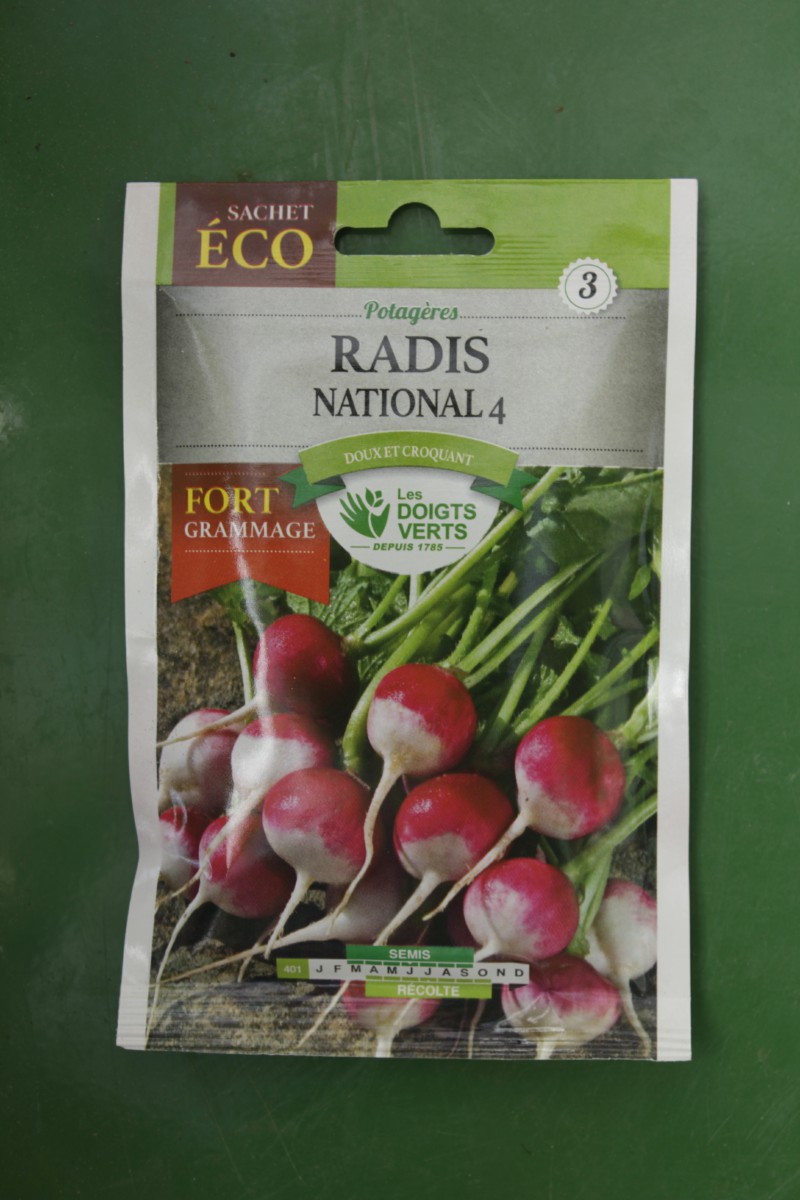 SACHET
ÉCO
3
Potagères
RADIS
NATIONAL 4
DOUX ET CROQUANT
FORT
GRAMMAGE
Les
DOIGTS
VERTS
DEPUIS 1785
SEMIS
401 J F M A M J J A S O N D
RÉCOLTE